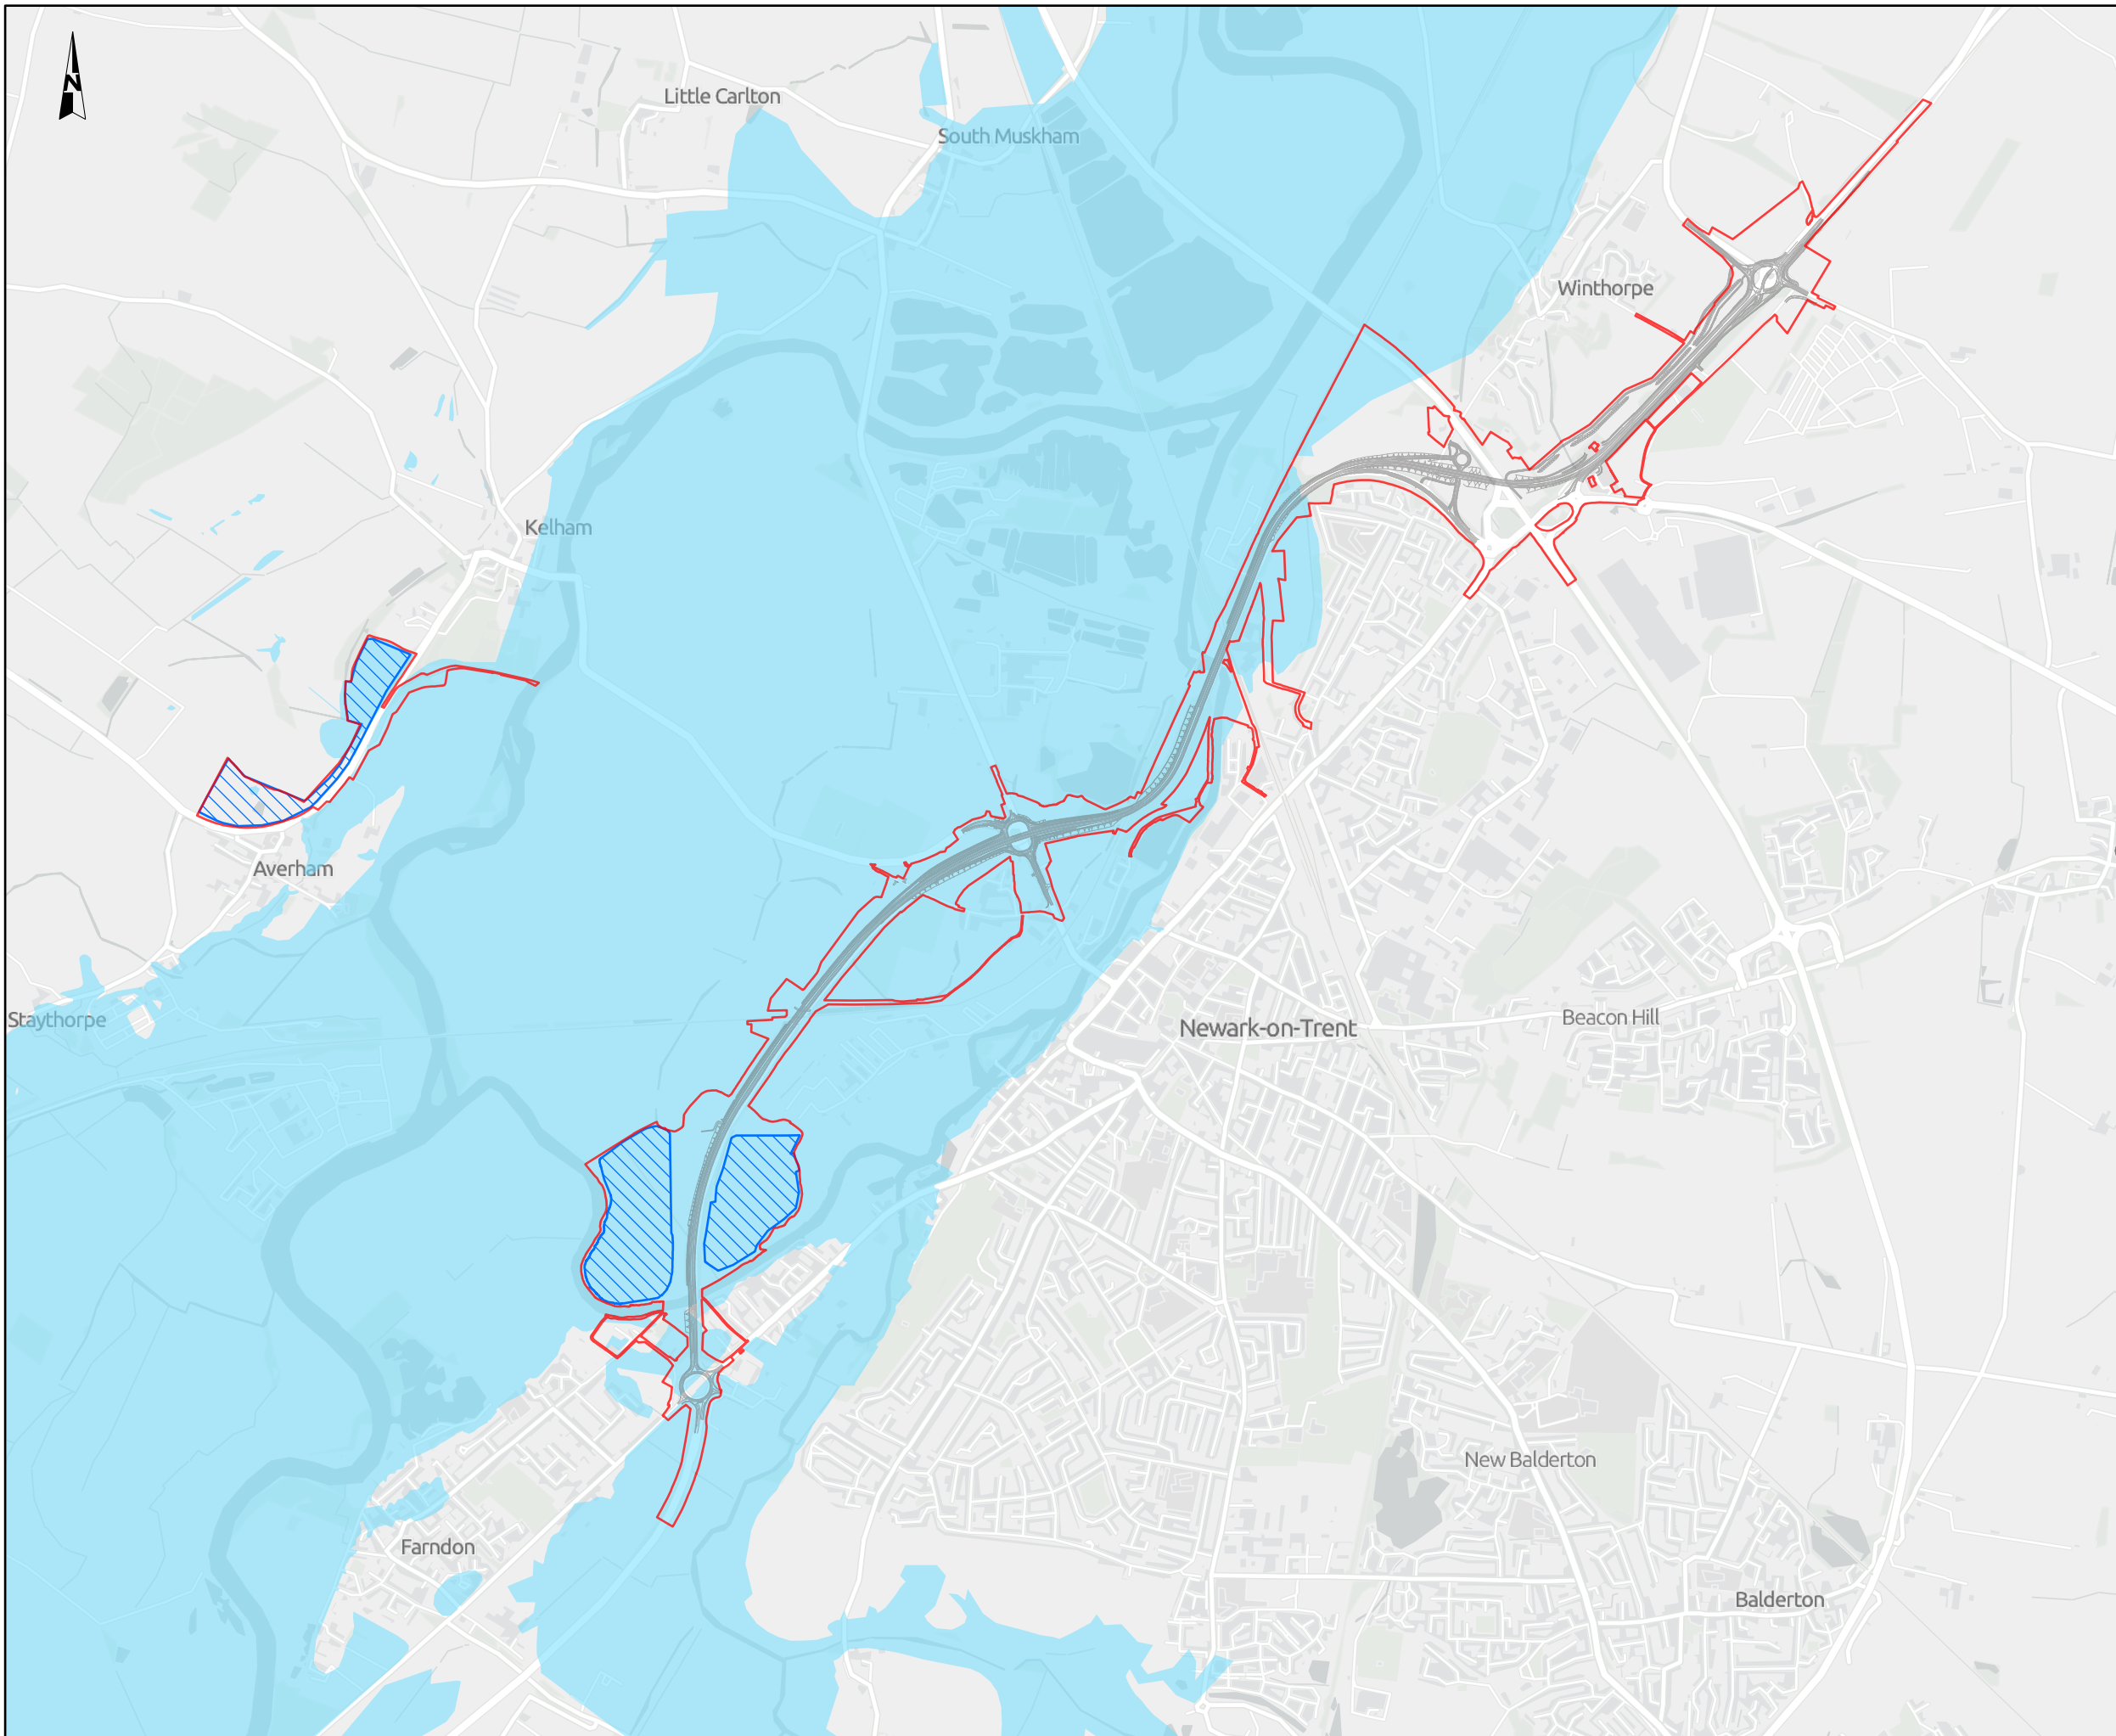 N
Little Carlton
South Muskham
Winthorpe
Kelham
Averham
Staythorpe
Newark-on-Trent
Beacon Hill
New Balderton
Farndon
Balderton